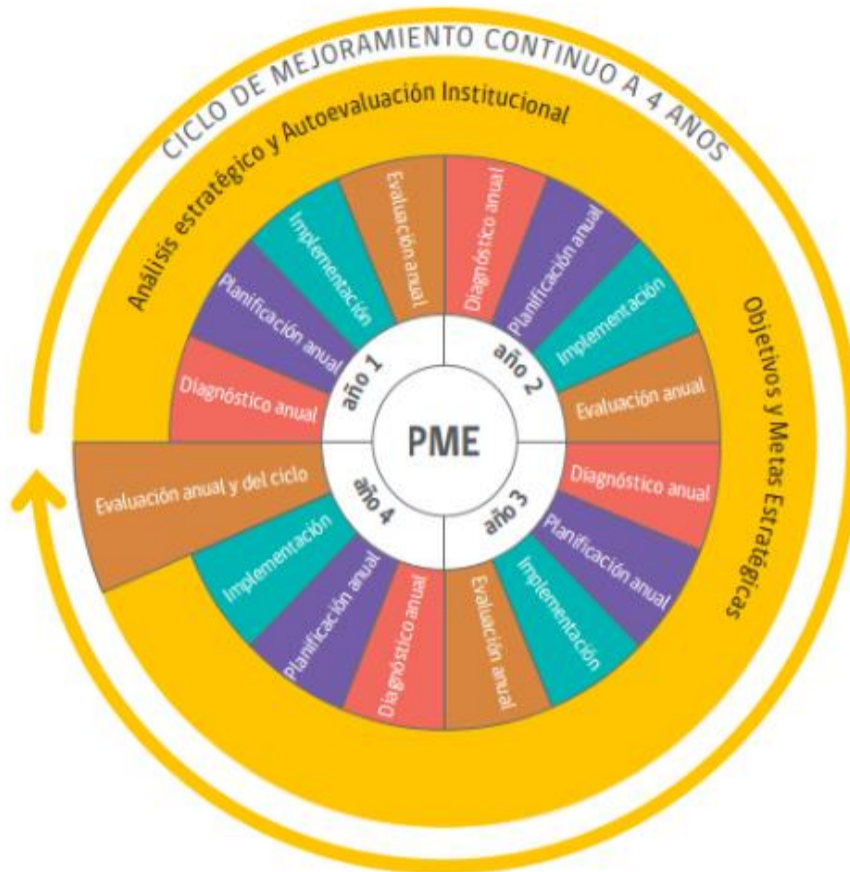 CICLO DE MEJORAMIENTO CONTINUO A 4 AÑOS
Análisis estratégico y Autoevaluación Institucional
Objetivos y Metas Estratégicas
PME
año 1
Diagnóstico anual
Planificación anual
Implementación
Evaluación anual
año 2
Diagnóstico anual
Planificación anual
Implementación
Evaluación anual
año 3
Diagnóstico anual
Planificación anual
Implementación
Evaluación anual
año 4
Diagnóstico anual
Planificación anual
Implementación
Evaluación anual y del ciclo